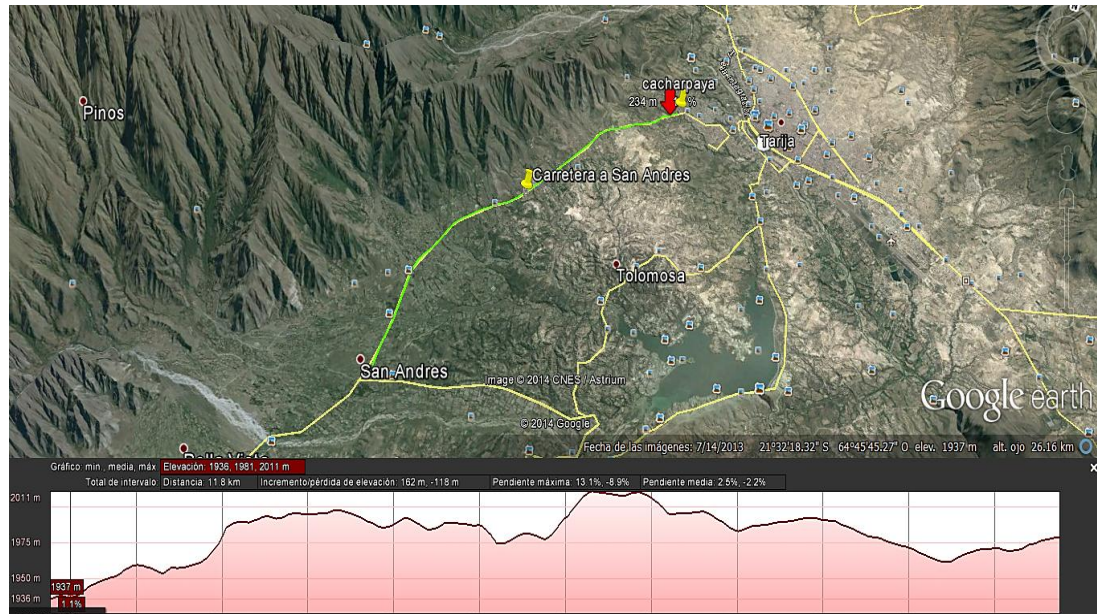 cacharpaya
234 m
%
Pinos
Tarija
Carretera a San Andres
Tolomosa
San Andres
Image © 2014 CNES / Astrium
Google earth
© 2014 Google
Fecha de las imágenes: 7/14/2013 21°32'18.32" S 64°45'45.27" O elev. 1937 m alt. ojo 26.16 km
Bella Vista
Gráfico: min., media, máx Elevación: 1936, 1981, 2011 m
Total de intervalo: Distancia: 11.8 km Incremento/pérdida de elevación: 162 m, -118 m Pendiente máxima: 13.1%, -8.9% Pendiente media: 2.5%, -2.2%
2011 m
1975 m
1950 m
1937 m
1936 m
1.1%